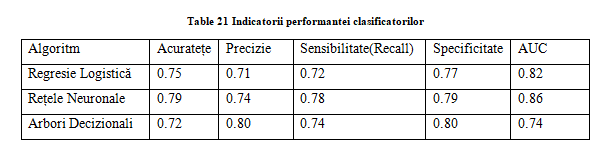 Table 21 Indicatorii performantei clasificatorilor
Algoritm Acuratețe Precizie Sensibilitate(Recall) Specificitate AUC
Regresie Logistică 0.75 0.71 0.72 0.77 0.82
Rețele Neuronale 0.79 0.74 0.78 0.79 0.86
Arbori Decizionali 0.72 0.80 0.74 0.80 0.74